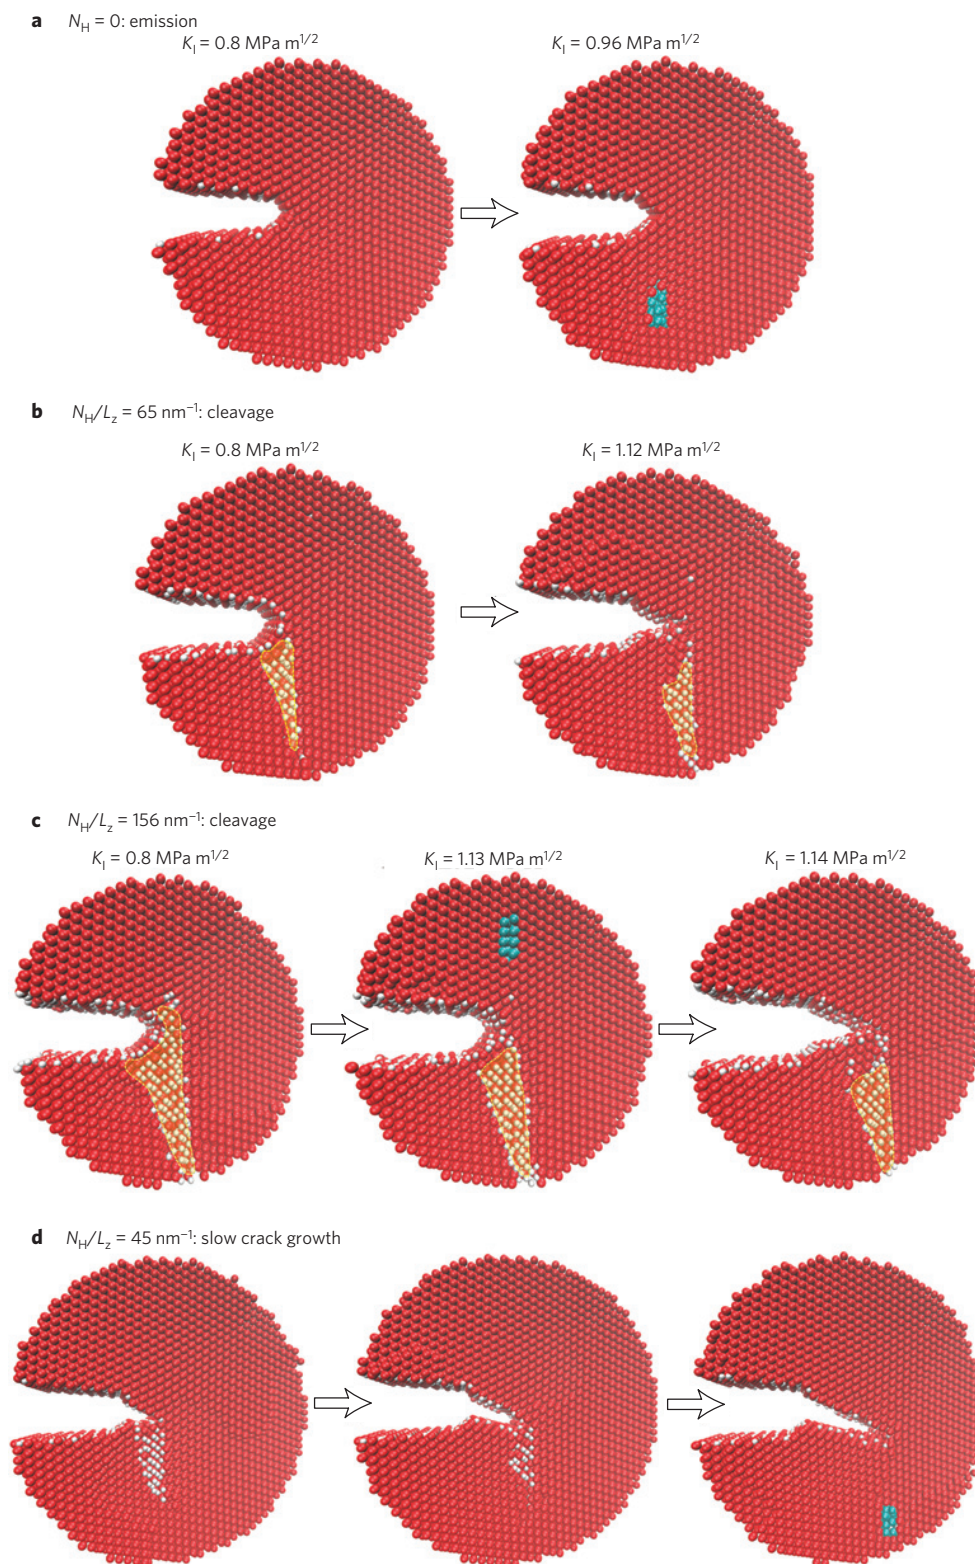 a N_H = 0: emission
K_I = 0.8 MPa m^1/2 K_I = 0.96 MPa m^1/2
b N_H/L_z = 65 nm^–1: cleavage
K_I = 0.8 MPa m^1/2 K_I = 1.12 MPa m^1/2
c N_H/L_z = 156 nm^–1: cleavage
K_I = 0.8 MPa m^1/2 K_I = 1.13 MPa m^1/2 K_I = 1.14 MPa m^1/2
d N_H/L_z = 45 nm^–1: slow crack growth